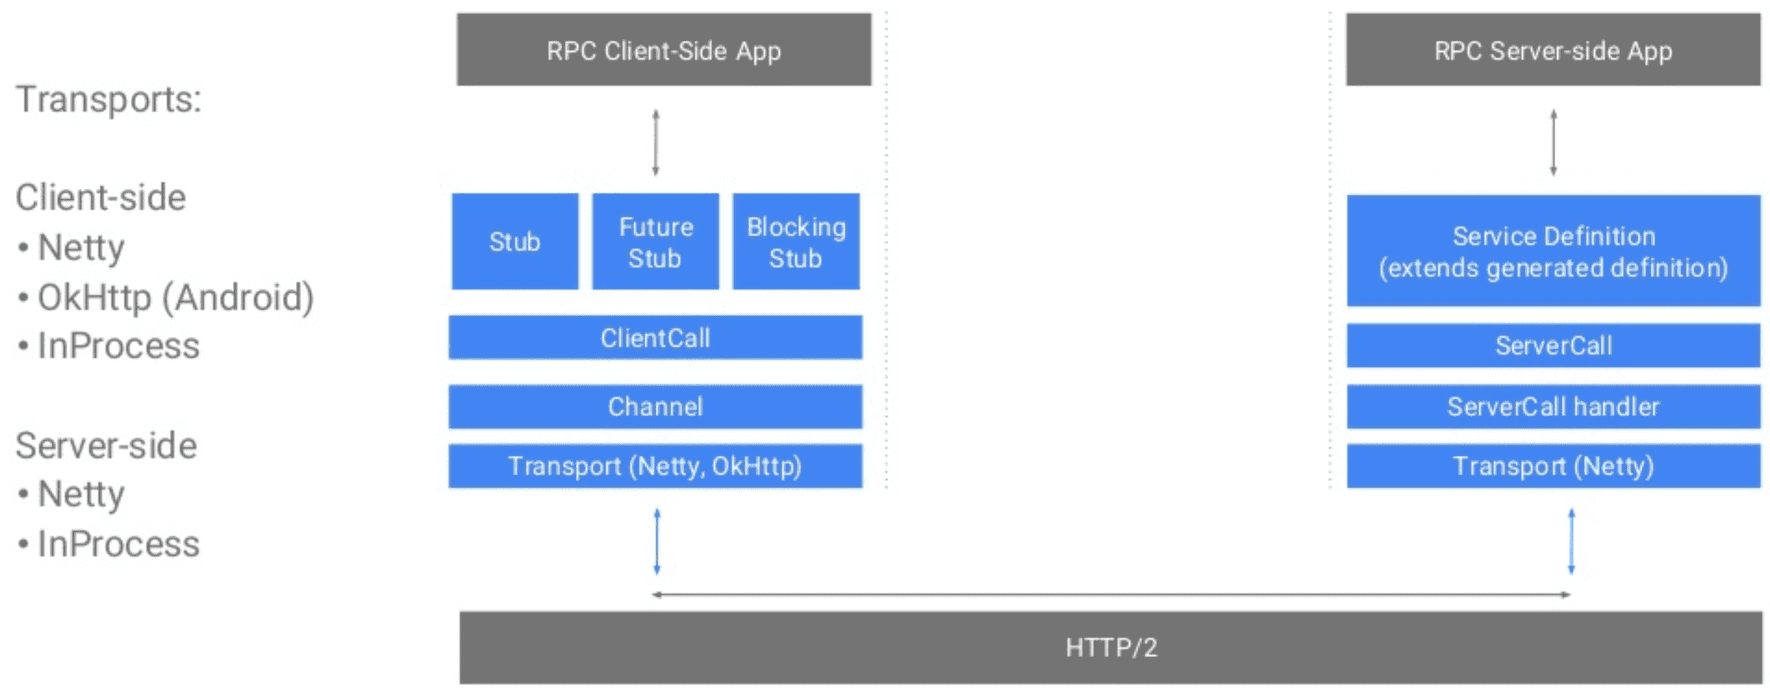 Transports:
Client-side
• Netty
• OkHttp (Android)
• InProcess
Server-side
• Netty
• InProcess
RPC Client-Side App
Stub
Future
Stub
Blocking
Stub
ClientCall
Channel
Transport (Netty, OkHttp)
RPC Server-side App
Service Definition
(extends generated definition)
ServerCall
ServerCall handler
Transport (Netty)
HTTP/2